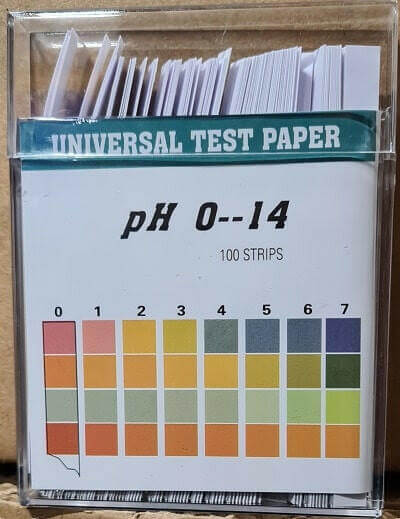 UNIVERSAL TEST PAPER
pH 0--14
100 STRIPS
0 1 2 3 4 5 6 7